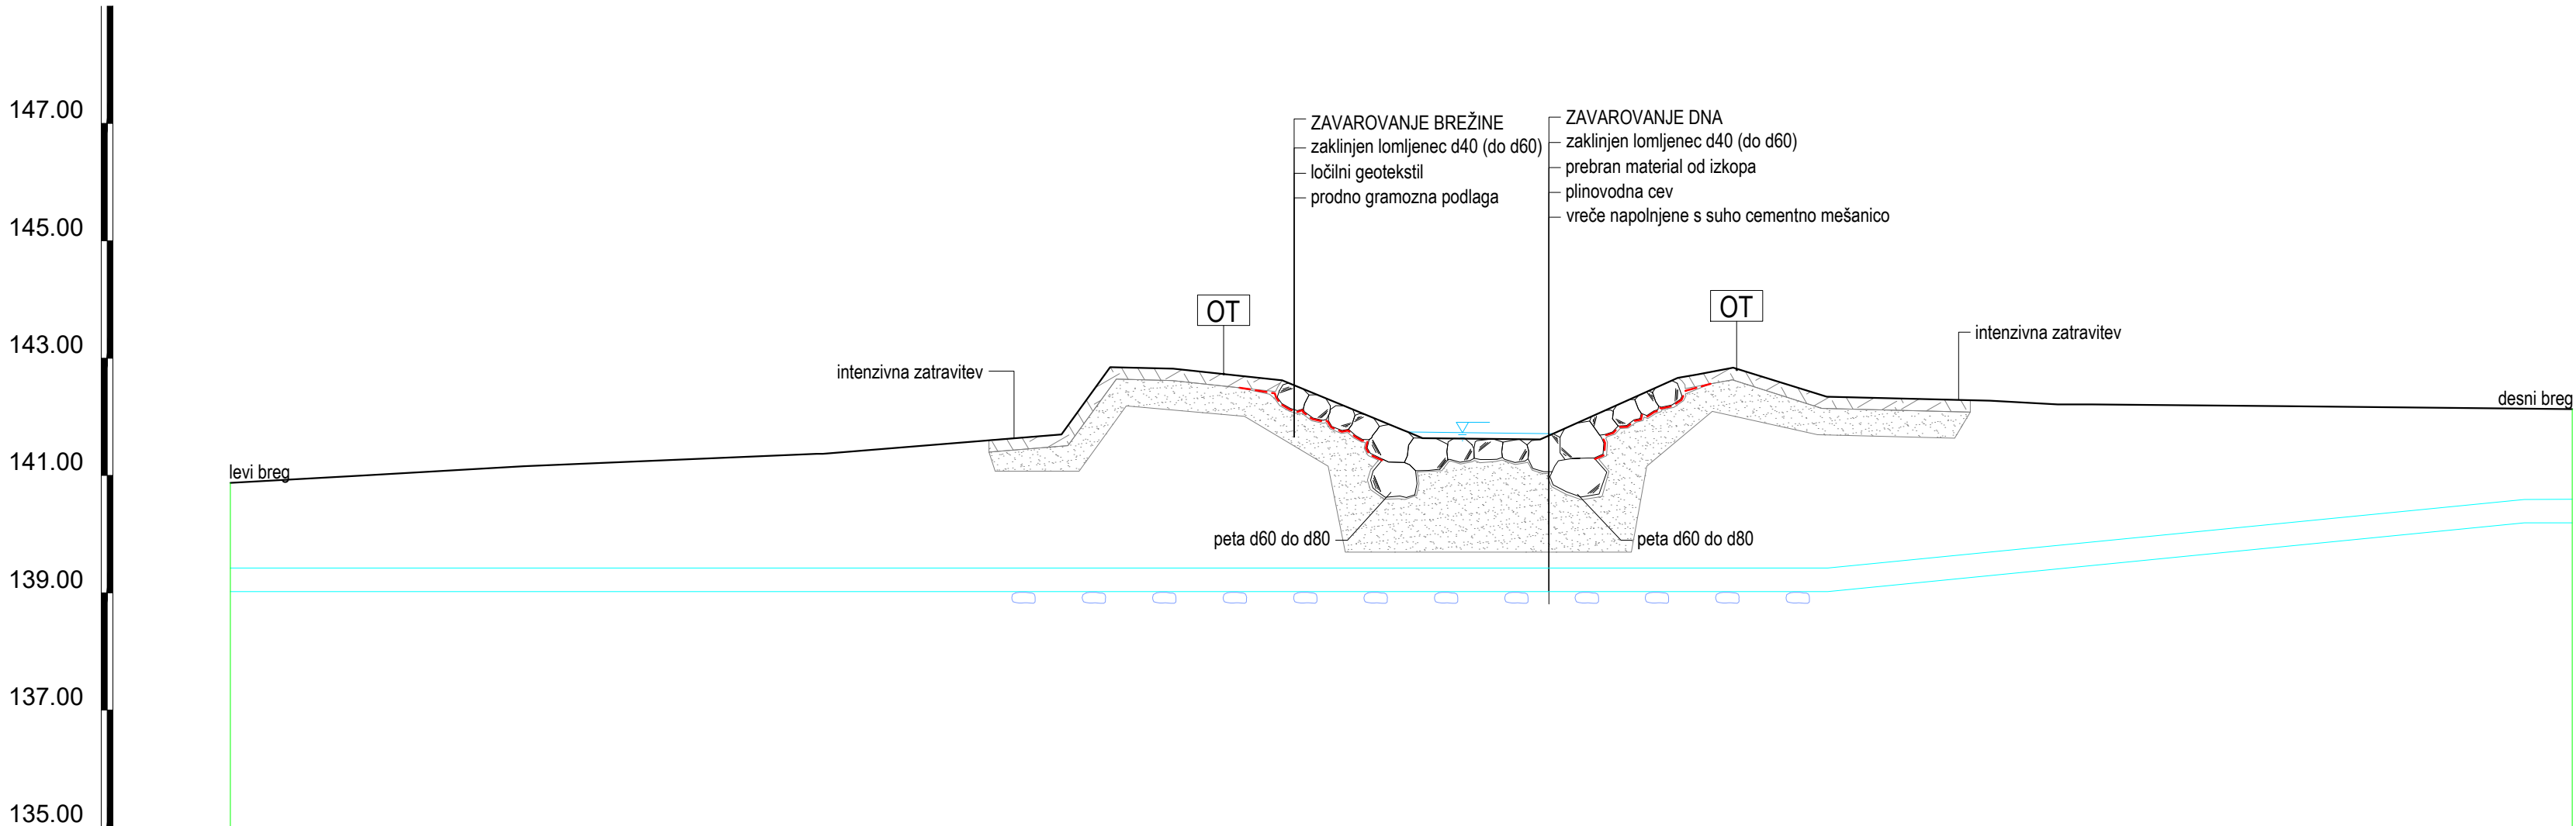 147.00
145.00
143.00
141.00
139.00
137.00
135.00
ZAVAROVANJE BREŽINE
zaklinjen lomljenec d40 (do d60)
ločilni geotekstil
prodno gramozna podlaga
ZAVAROVANJE DNA
zaklinjen lomljenec d40 (do d60)
prebran material od izkopa
plinovodna cev
vreče napolnjene s suho cementno mešanico
OT
OT
intenzivna zatravitev
intenzivna zatravitev
levi breg
desni breg
peta d60 do d80
peta d60 do d80